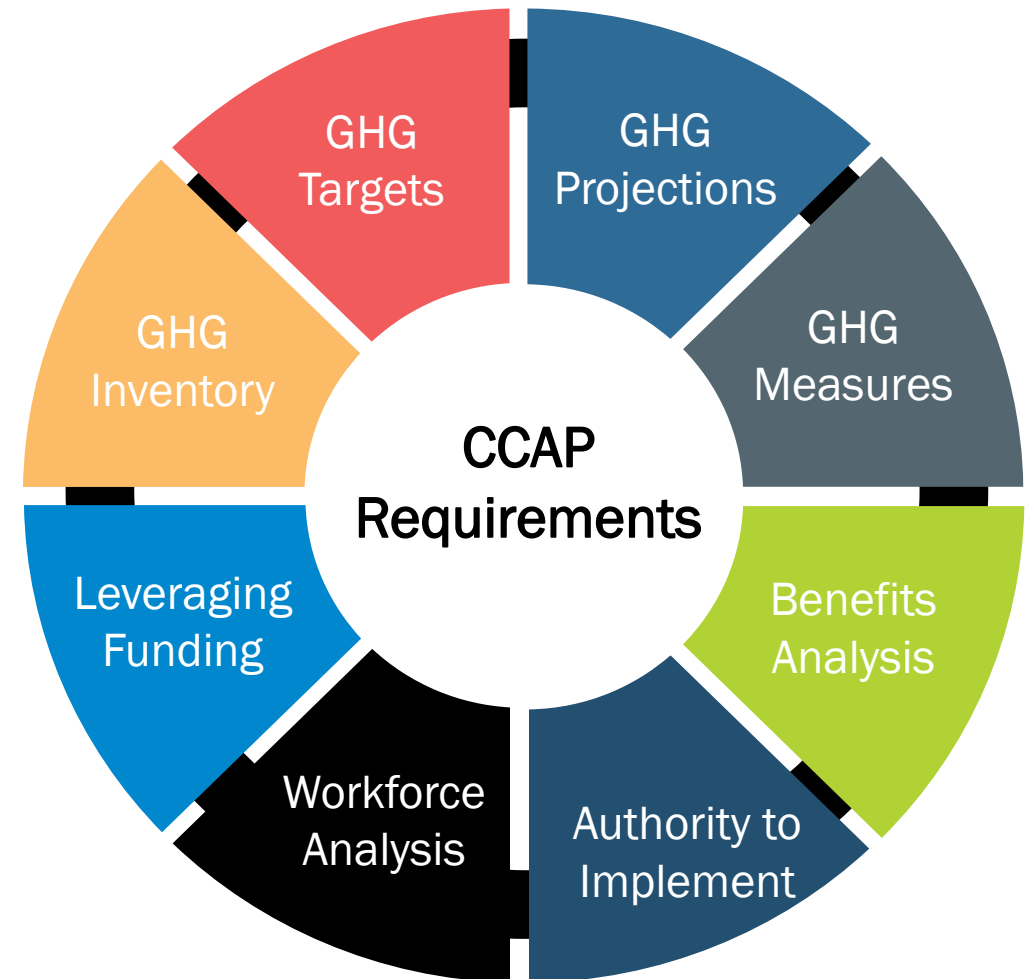 GHG
Targets
GHG
Projections
GHG
Inventory
GHG
Measures
CCAP
Requirements
Leveraging
Funding
Benefits
Analysis
Workforce
Analysis
Authority to
Implement